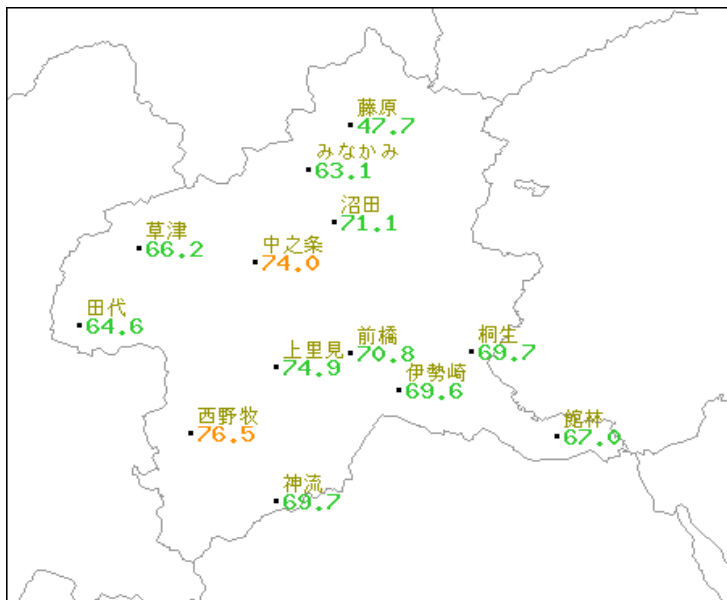 藤原
47.7
みなかみ
63.1
沼田
71.1
草津
66.2
中之条
74.0
田代
64.6
上里見
74.9
前橋
70.8
桐生
69.7
伊勢崎
69.6
西野牧
76.5
館林
67.0
神流
69.7